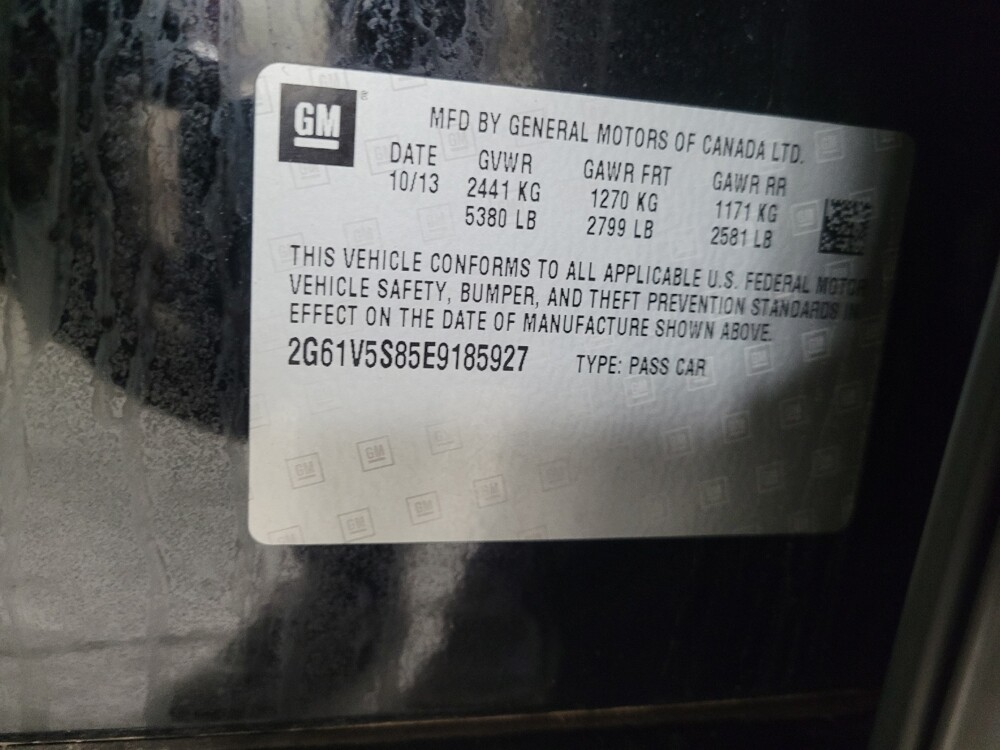 GM®
MFD BY GENERAL MOTORS OF CANADA LTD.
DATE GVWR GAWR FRT GAWR RR
10/13 2441 KG 1270 KG 1171 KG
5380 LB 2799 LB 2581 LB
THIS VEHICLE CONFORMS TO ALL APPLICABLE U.S. FEDERAL MOTOR
VEHICLE SAFETY, BUMPER, AND THEFT PREVENTION STANDARDS IN
EFFECT ON THE DATE OF MANUFACTURE SHOWN ABOVE.
2G61V5S85E9185927 TYPE: PASS CAR